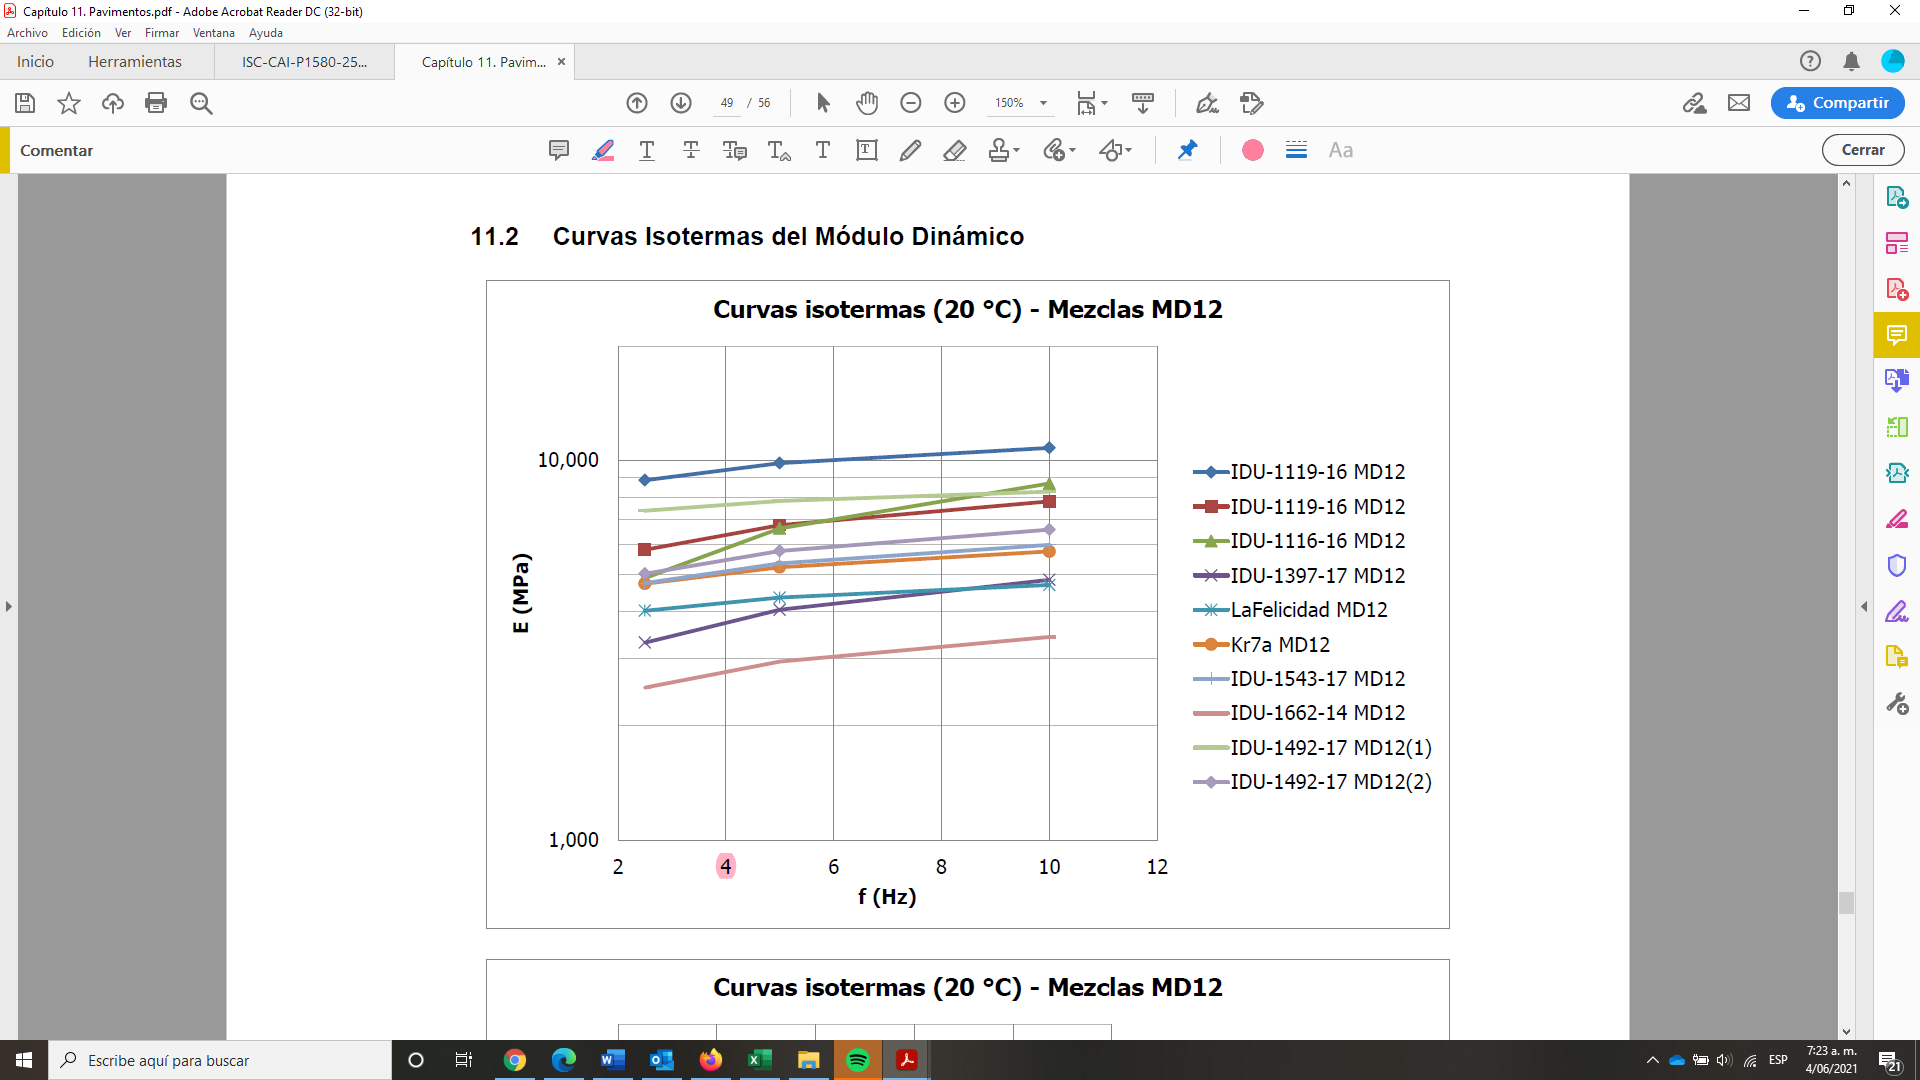 Capítulo 11. Pavimentos.pdf - Adobe Acrobat Reader DC (32-bit)
Archivo Edición Ver Firmar Ventana Ayuda
Inicio Herramientas ISC-CAI-P1580-25... Capítulo 11. Pavim... ×
49 / 56 150% Compartir
Comentar Aa Cerrar
11.2 Curvas Isotermas del Módulo Dinámico
Curvas isotermas (20 °C) - Mezclas MD12
10,000
1,000
E (MPa)
2 4 6 8 10 12
f (Hz)
IDU-1119-16 MD12
IDU-1119-16 MD12
IDU-1116-16 MD12
IDU-1397-17 MD12
LaFelicidad MD12
Kr7a MD12
IDU-1543-17 MD12
IDU-1662-14 MD12
IDU-1492-17 MD12(1)
IDU-1492-17 MD12(2)
Curvas isotermas (20 °C) - Mezclas MD12
Escribe aquí para buscar
ESP
7:23 a. m.
4/06/2021
21